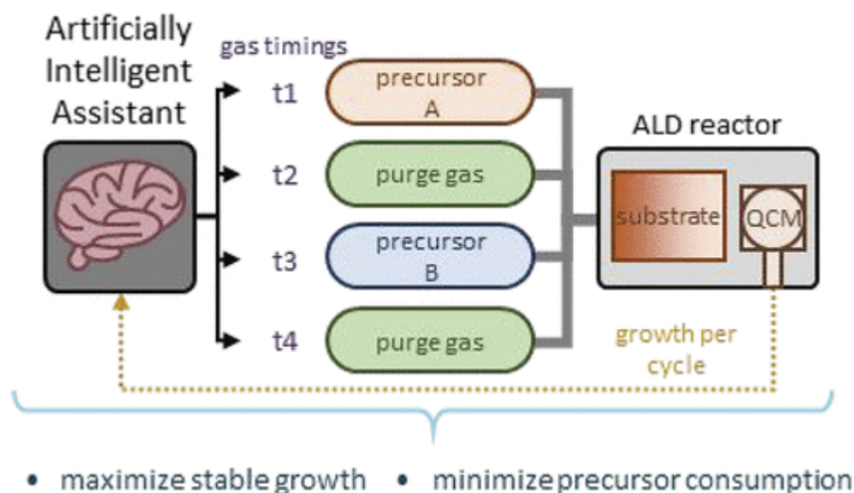 Artificially
Intelligent
Assistant
gas timings
t1
precursor
A
t2
purge gas
t3
precursor
B
t4
purge gas
ALD reactor
substrate
QCM
growth per
cycle
• maximize stable growth • minimize precursor consumption